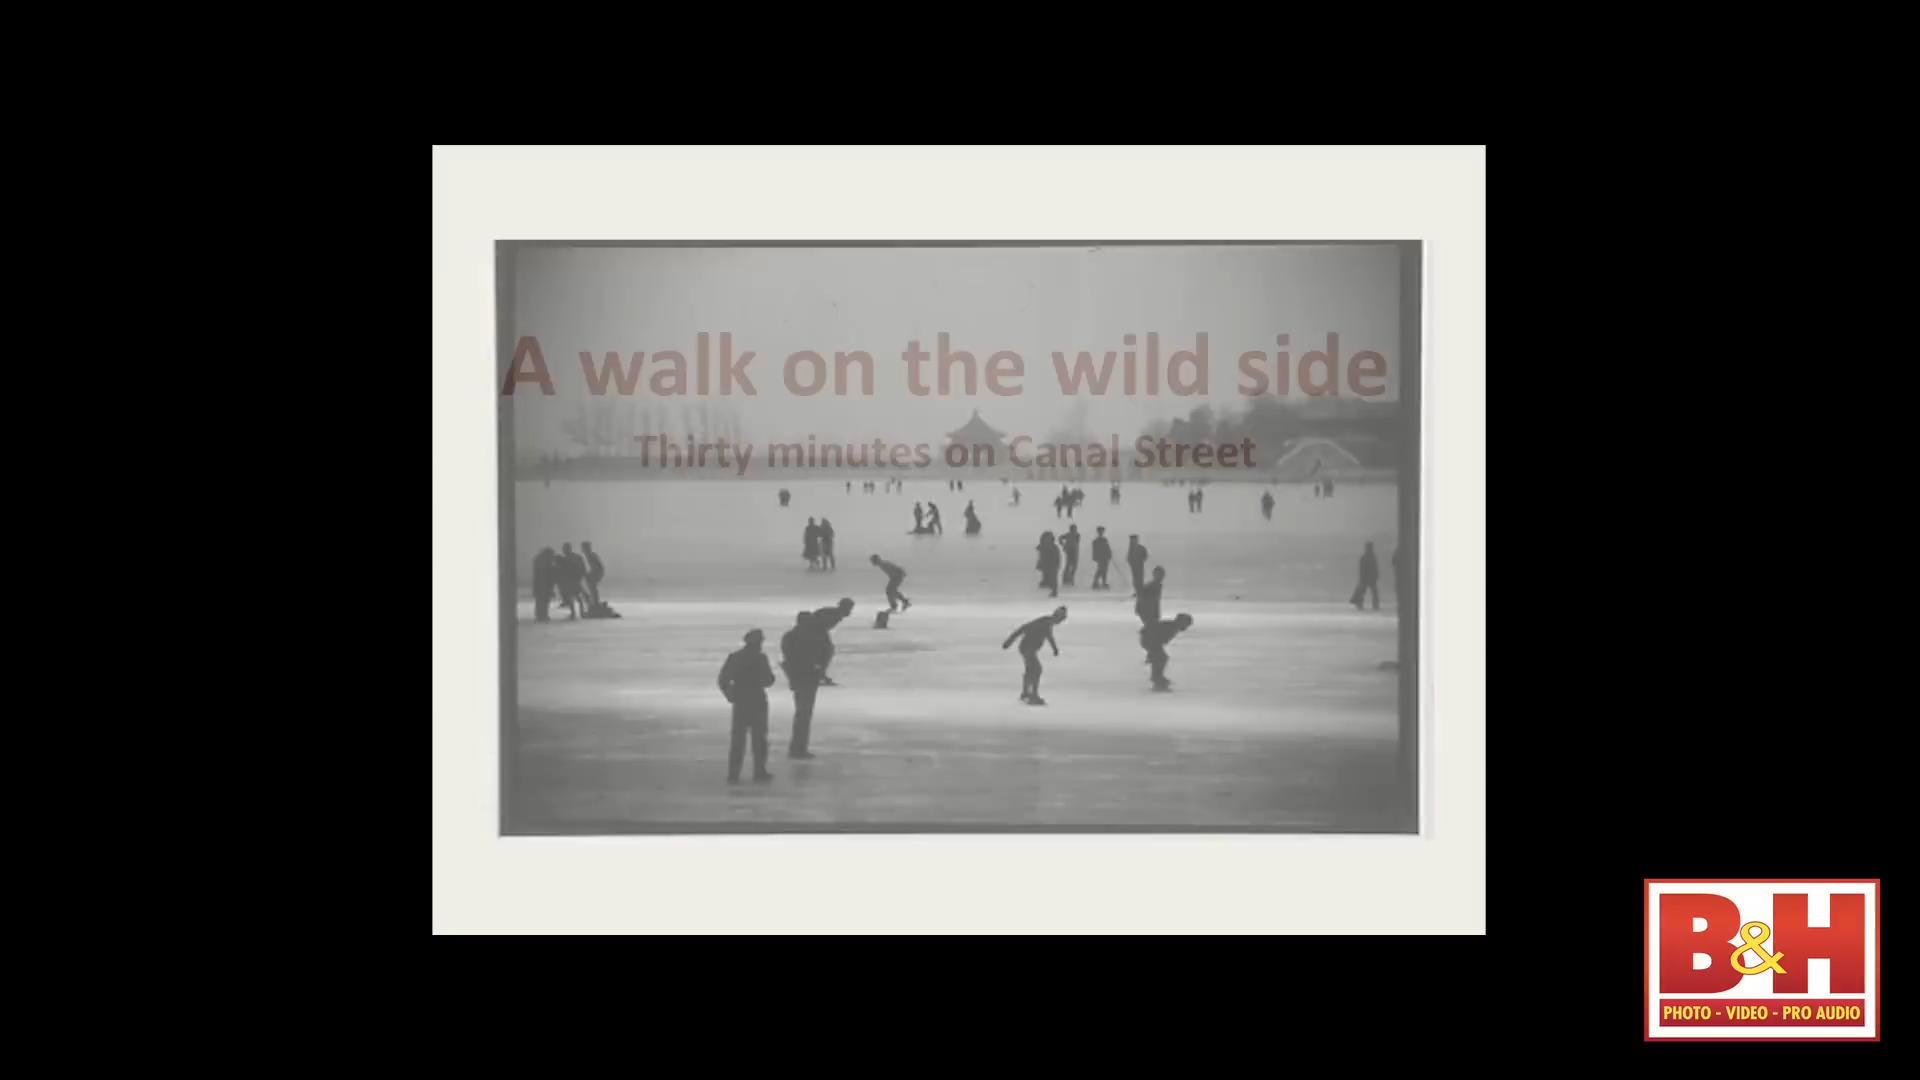 A walk on the wild side
Thirty minutes on Canal Street
B&H
PHOTO - VIDEO - PRO AUDIO